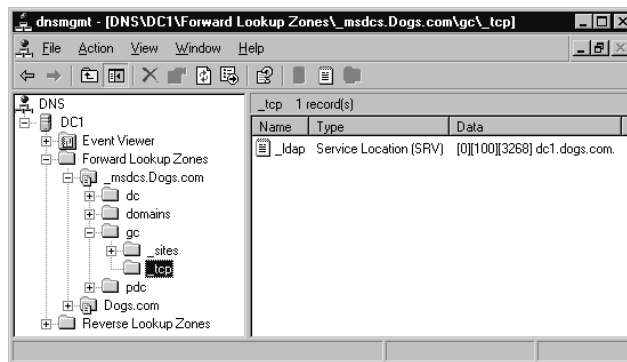 dnsmgmt - [DNS\DC1\Forward Lookup Zones\_msdcs.Dogs.com\gc\_tcp]
File Action View Window Help
DNS
DC1
Event Viewer
Forward Lookup Zones
_msdcs.Dogs.com
dc
domains
gc
_sites
_tcp
pdc
Dogs.com
Reverse Lookup Zones
_tcp 1 record(s)
Name Type Data
_ldap Service Location (SRV) [0][100][3268] dc1.dogs.com.